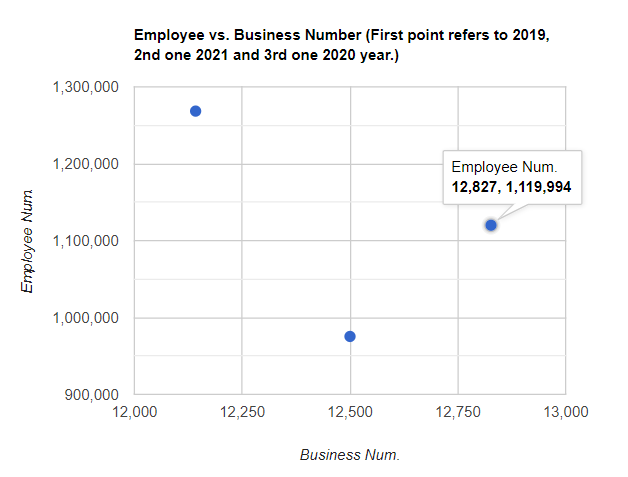 Employee vs. Business Number (First point refers to 2019,
2nd one 2021 and 3rd one 2020 year.)
1,300,000
1,200,000
1,100,000
1,000,000
900,000
Employee Num
Employee Num.
12,827, 1,119,994
12,000
12,250
12,500
12,750
13,000
Business Num.